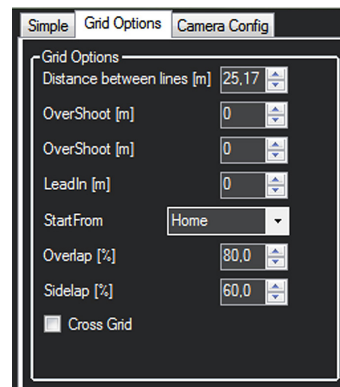 Simple Grid Options Camera Config
Grid Options
Distance between lines [m] 25,17
OverShoot [m] 0
OverShoot [m] 0
LeadIn [m] 0
StartFrom Home
Overlap [%] 80,0
Sidelap [%] 60,0
Cross Grid